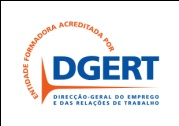 ENTIDADE FORMADORA ACREDITADA POR
DGERT
DIRECÇÃO-GERAL DO EMPREGO
E DAS RELAÇÕES DE TRABALHO